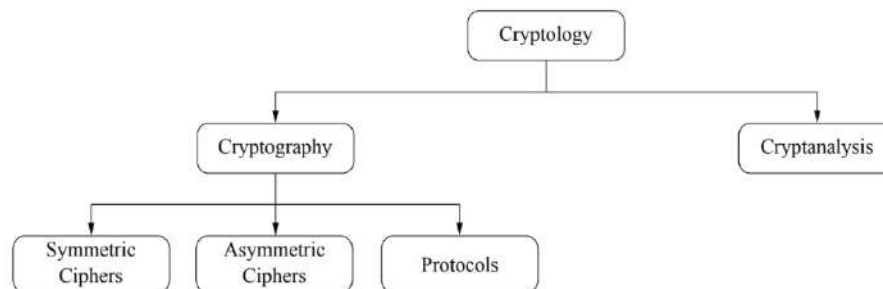 Cryptology
Cryptography
Cryptanalysis
Symmetric
Ciphers
Asymmetric
Ciphers
Protocols